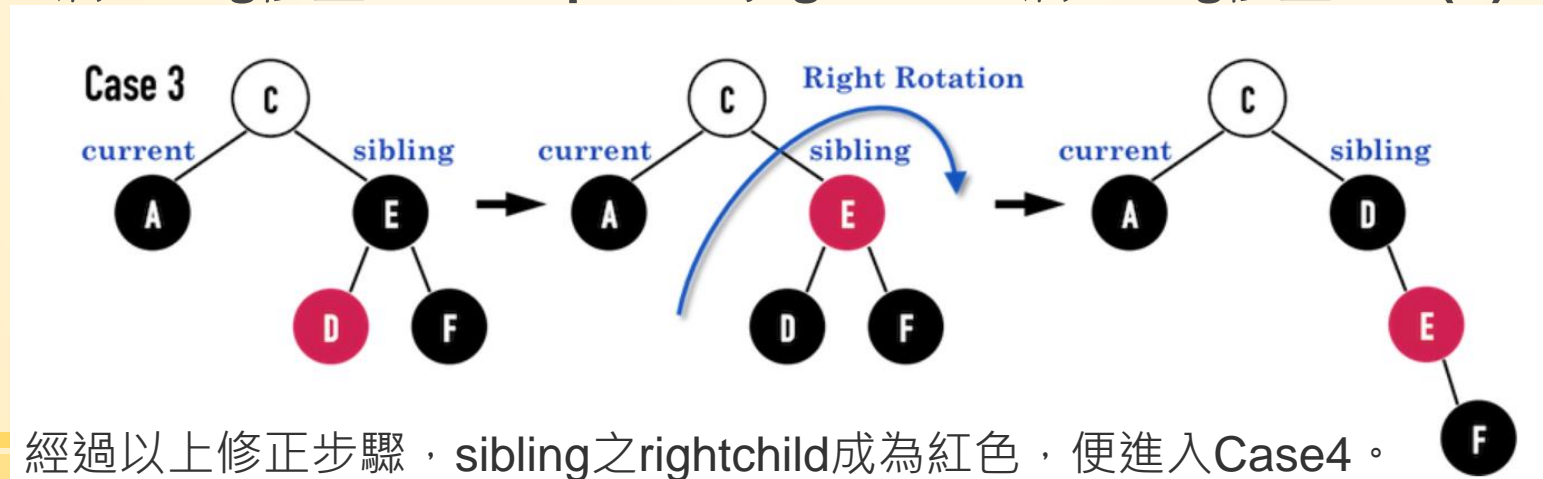 Case 3
C
current
sibling
A
E
D
F
C
Right Rotation
current
sibling
A
E
D
F
C
current
sibling
A
D
E
F
經過以上修正步驟，sibling之rightchild成為紅色，便進入Case4。